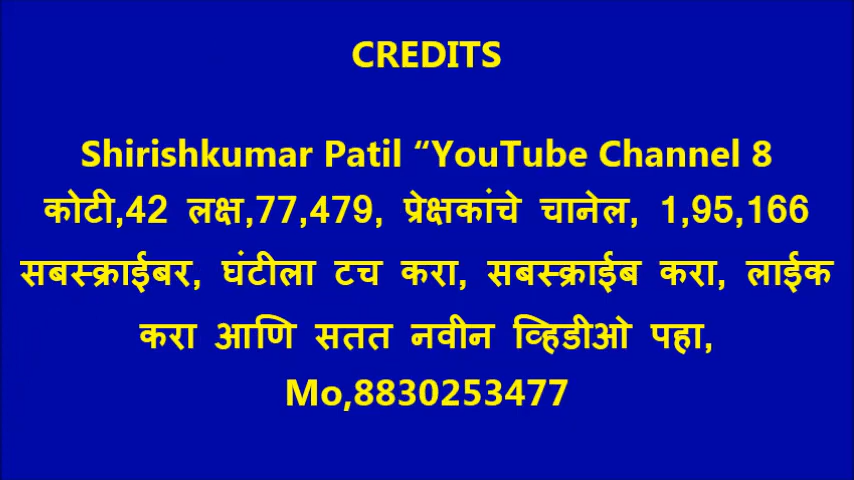 CREDITS
Shirishkumar Patil “YouTube Channel 8
कोटी,42 लक्ष,77,479, प्रेक्षकांचे चानेल, 1,95,166
सबस्क्राईबर, घंटीला टच करा, सबस्क्राईब करा, लाईक
करा आणि सतत नवीन व्हिडीओ पहा,
Mo,8830253477